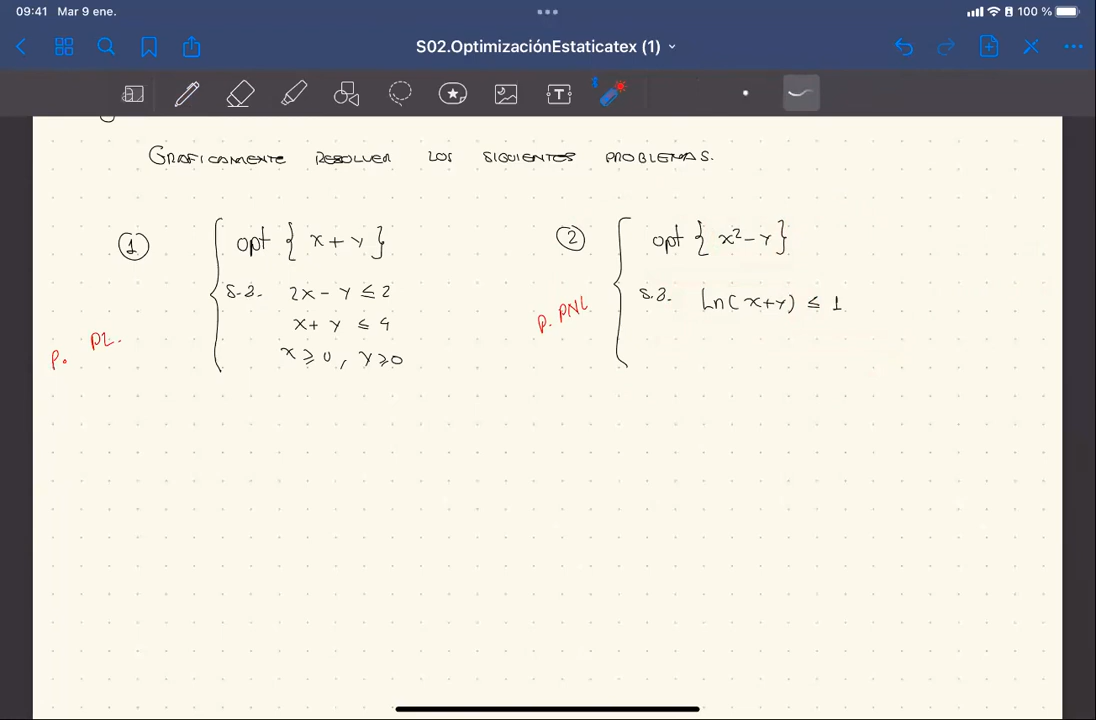 09:41 Mar 9 ene. 100 %
S02.OptimizaciónEstaticatex (1)
GRAFICAMENTE RESOLVER LOS SIGUIENTES PROBLEMAS.
① opt { x + y }
s.a. 2x - y ≤ 2
x + y ≤ 4
x ≥ 0, y ≥ 0
P. PL.
② opt { x² - y }
s.a. Ln(x+y) ≤ 1
P. PNL.